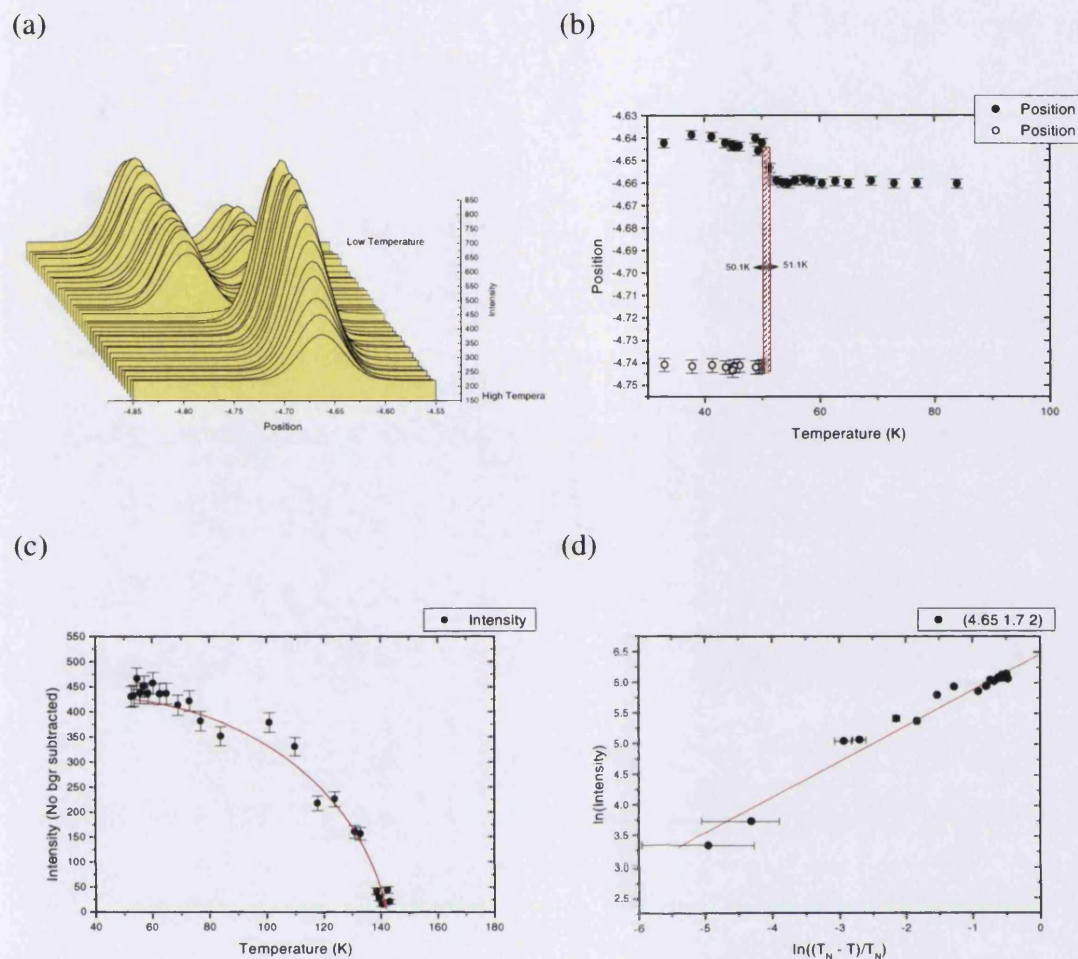 (a)
850
800
750
700
650
600
550
500
450
400
350
300
250
200
150
Intensity
Low Temperature
High Tempera
-4.85 -4.80 -4.75 -4.70 -4.65 -4.60 -4.55
Position
(b)
Position
Position
-4.63
-4.64
-4.65
-4.66
-4.67
-4.68
-4.69
-4.70
-4.71
-4.72
-4.73
-4.74
-4.75
Position
50.1K
51.1K
40 60 80 100
Temperature (K)
(c)
Intensity
550
500
450
400
350
300
250
200
150
100
50
0
Intensity (No bgr subtracted)
40 60 80 100 120 140 160 180
Temperature (K)
(d)
(4.65 1.7 2)
6.5
6.0
5.5
5.0
4.5
4.0
3.5
3.0
2.5
ln(Intensity)
-6 -5 -4 -3 -2 -1 0
ln((T_N - T)/T_N)